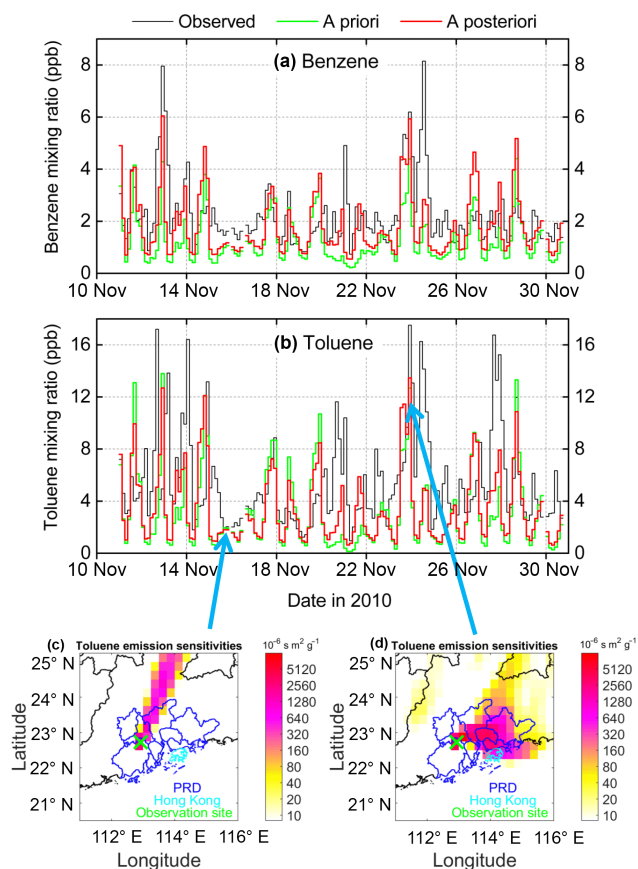 Observed A priori A posteriori
(a) Benzene
Benzene mixing ratio (ppb)
8 8
6 6
4 4
2 2
0 0
10 Nov 14 Nov 18 Nov 22 Nov 26 Nov 30 Nov
(b) Toluene
Toluene mixing ratio (ppb)
16 16
12 12
8 8
4 4
0 0
10 Nov 14 Nov 18 Nov 22 Nov 26 Nov 30 Nov
Date in 2010
(c) Toluene emission sensitivities
10⁻⁶ s m² g⁻¹
25° N
24° N
23° N
22° N
21° N
Latitude
PRD
Hong Kong
Observation site
112° E 114° E 116° E
Longitude
5120
2560
1280
640
320
160
80
40
20
10
(d) Toluene emission sensitivities
10⁻⁶ s m² g⁻¹
25° N
24° N
23° N
22° N
21° N
Latitude
PRD
Hong Kong
Observation site
112° E 114° E 116° E
Longitude
5120
2560
1280
640
320
160
80
40
20
10